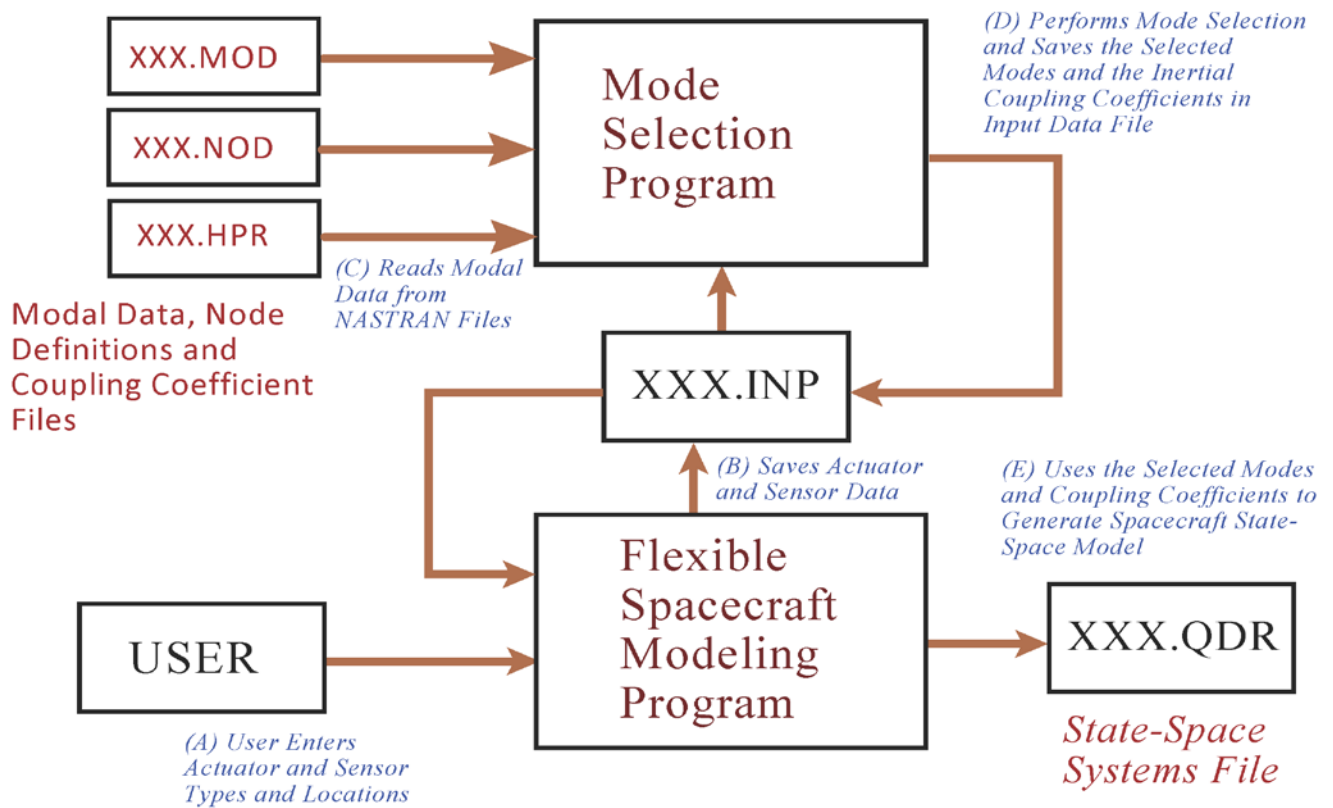 XXX.MOD
XXX.NOD
XXX.HPR
Modal Data, Node
Definitions and
Coupling Coefficient
Files
Mode
Selection
Program
(C) Reads Modal
Data from
NASTRAN Files
(D) Performs Mode Selection
and Saves the Selected
Modes and the Inertial
Coupling Coefficients in
Input Data File
XXX.INP
(B) Saves Actuator
and Sensor Data
(E) Uses the Selected Modes
and Coupling Coefficients to
Generate Spacecraft State-
Space Model
USER
(A) User Enters
Actuator and Sensor
Types and Locations
Flexible
Spacecraft
Modeling
Program
XXX.QDR
State-Space
Systems File